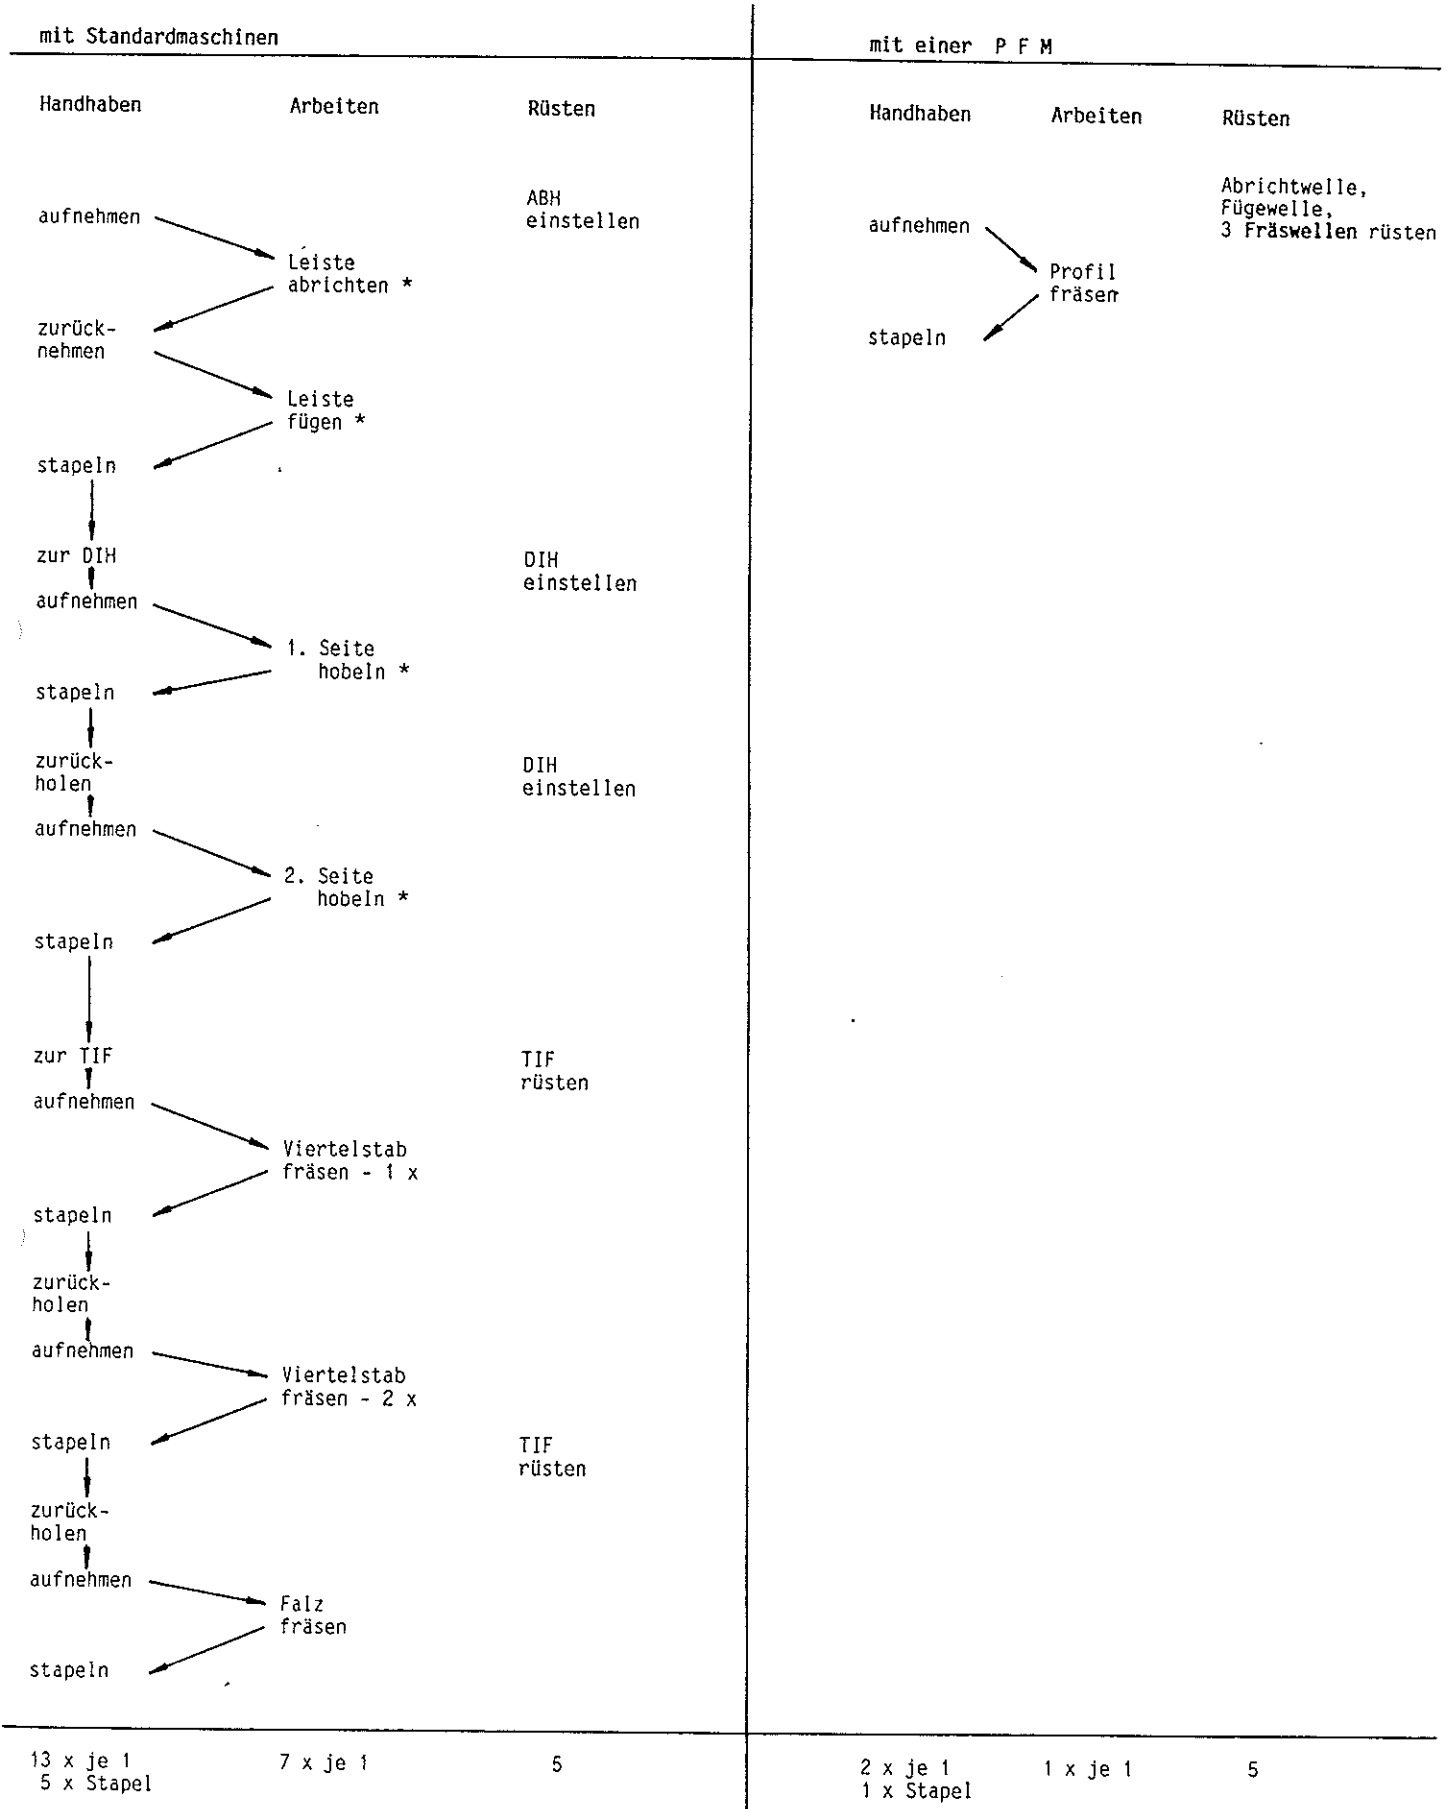 mit Standardmaschinen
Handhaben Arbeiten Rüsten
ABH
einstellen
aufnehmen
Leiste
abrichten *
zurück-
nehmen
Leiste
fügen *
stapeln
zur DIH
DIH
einstellen
aufnehmen
1. Seite
hobeln *
stapeln
zurück-
holen
DIH
einstellen
aufnehmen
2. Seite
hobeln *
stapeln
zur TIF
TIF
rüsten
aufnehmen
Viertelstab
fräsen - 1 x
stapeln
zurück-
holen
aufnehmen
Viertelstab
fräsen - 2 x
stapeln
TIF
rüsten
zurück-
holen
aufnehmen
Falz
fräsen
stapeln
13 x je 1 7 x je 1 5
5 x Stapel
mit einer P F M
Handhaben Arbeiten Rüsten
Abrichtwelle,
Fügewelle,
3 Fräswellen rüsten
aufnehmen
Profil
fräsen
stapeln
2 x je 1 1 x je 1 5
1 x Stapel